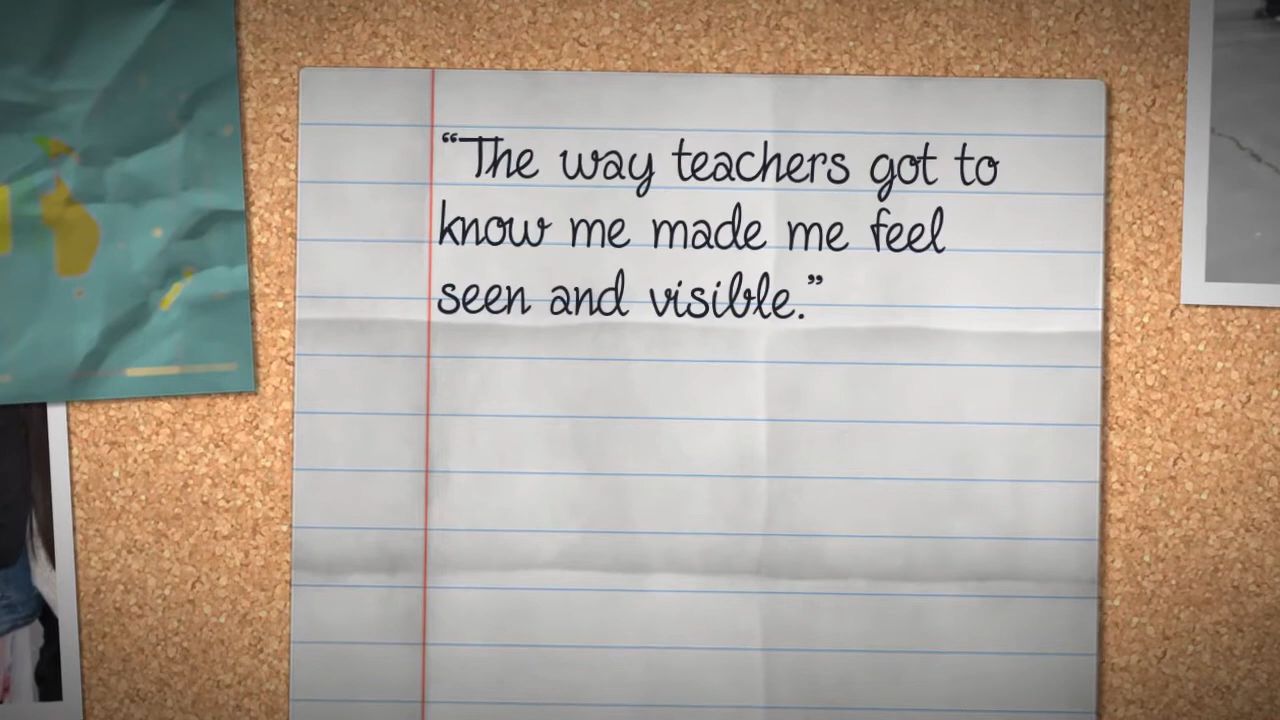 “The way teachers got to
know me made me feel
seen and visible.”